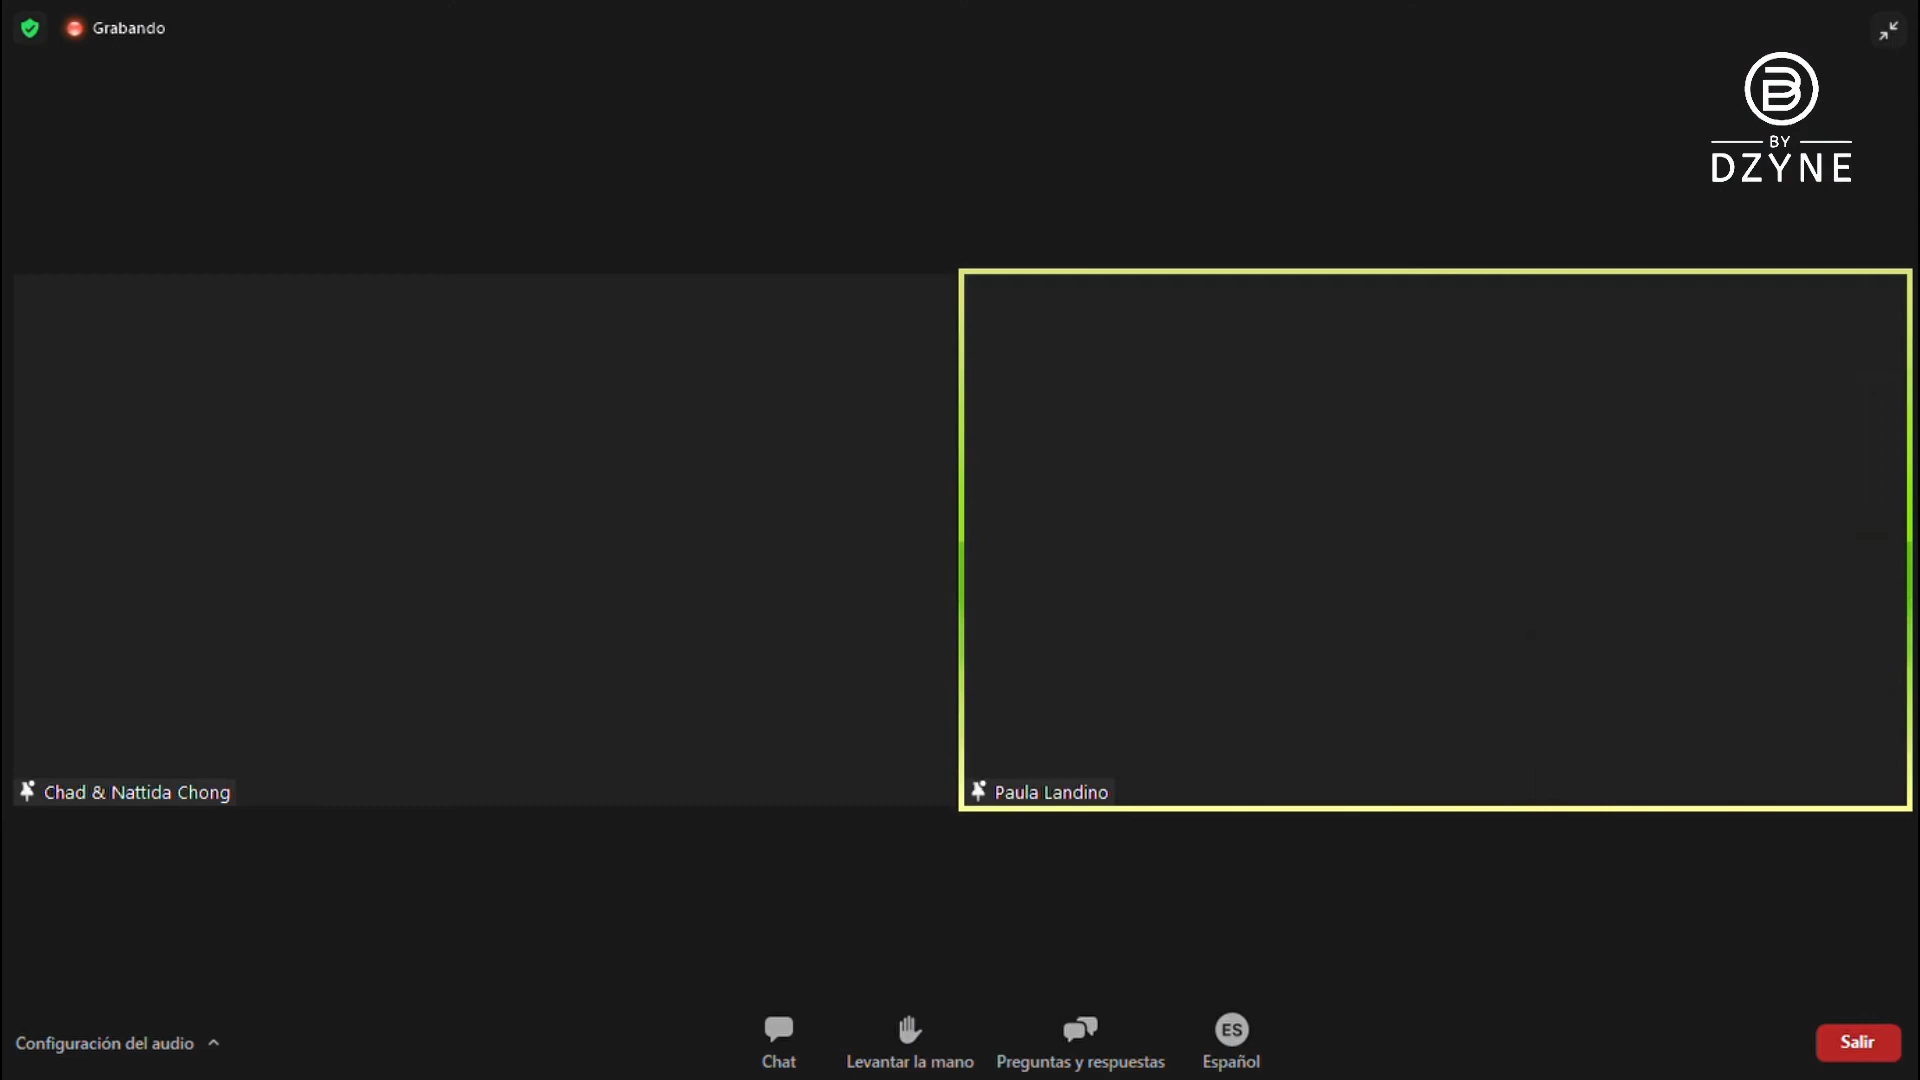 Grabando
B
BY
DZYNE
Chad & Nattida Chong
Paula Landino
Configuración del audio
Chat
Levantar la mano
Preguntas y respuestas
ES
Español
Salir